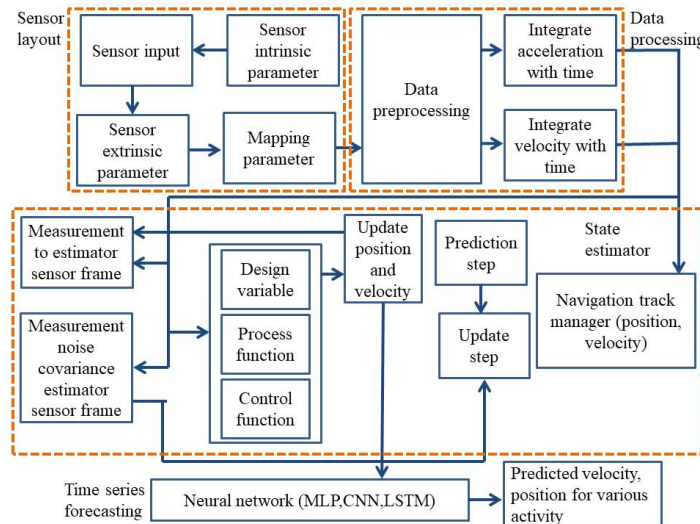 Sensor
layout
Sensor input
Sensor
intrinsic
parameter
Sensor
extrinsic
parameter
Mapping
parameter
Data
preprocessing
Integrate
acceleration
with time
Integrate
velocity with
time
Data
processing
Measurement
to estimator
sensor frame
Measurement
noise
covariance
estimator
sensor frame
Design
variable
Process
function
Control
function
Update
position
and
velocity
Prediction
step
Update
step
State
estimator
Navigation track
manager (position,
velocity)
Time series
forecasting
Neural network (MLP,CNN,LSTM)
Predicted velocity,
position for various
activity